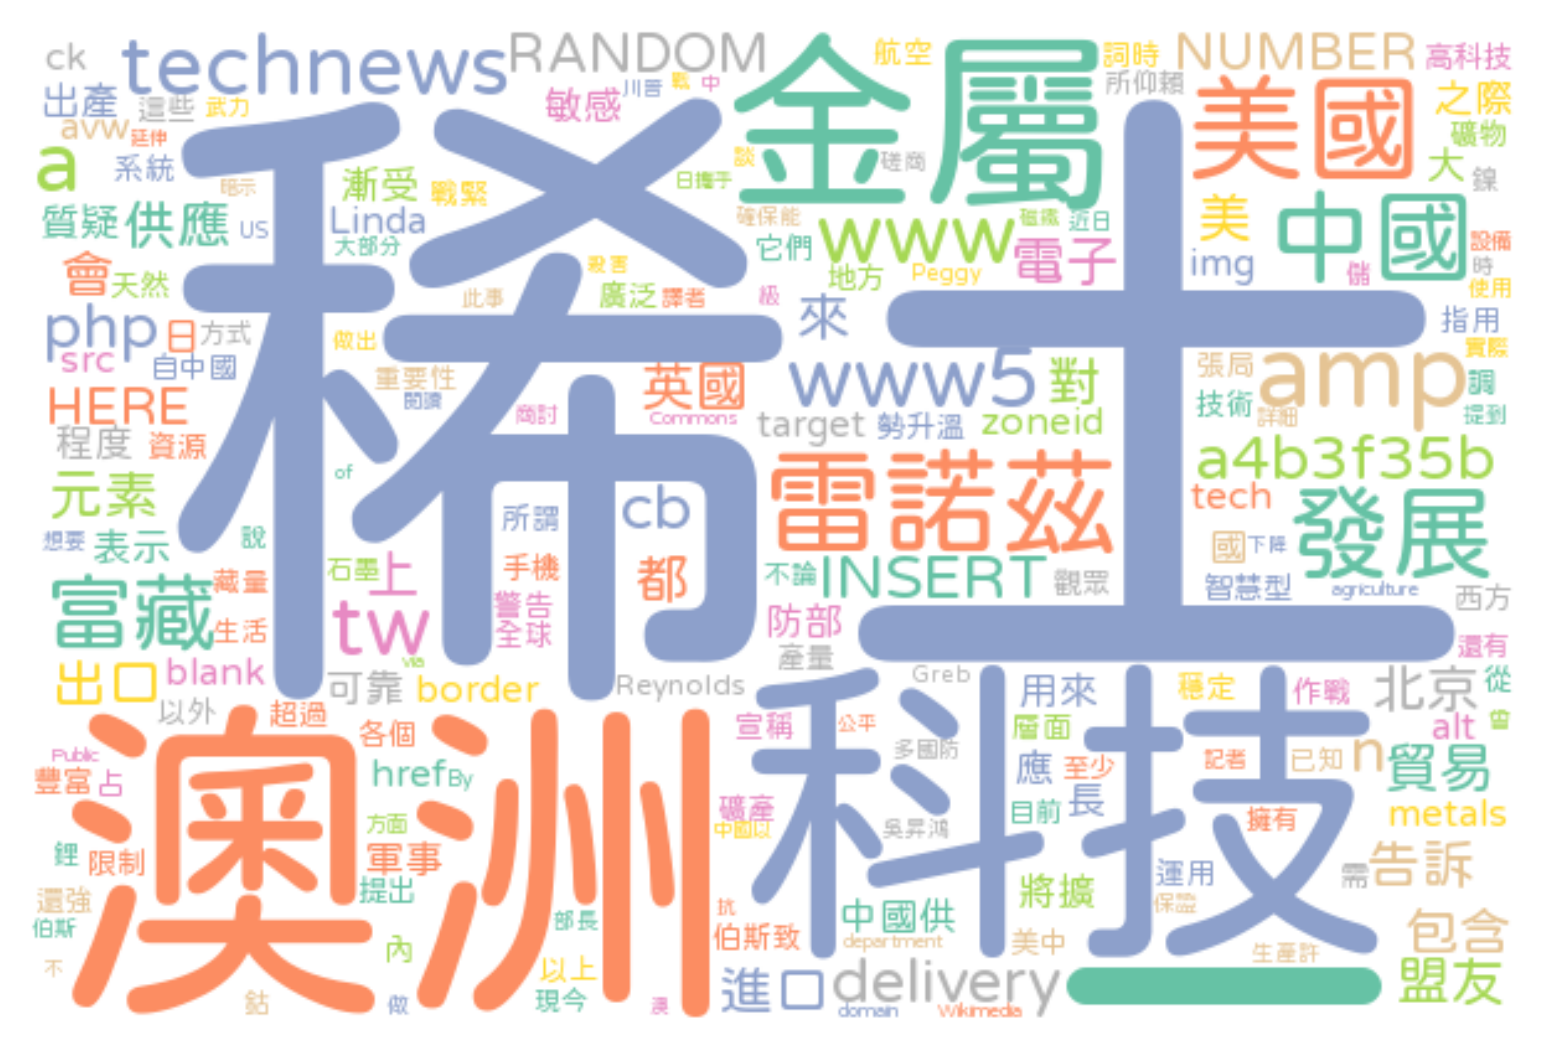 ck technews RANDOM 金屬 航空 詞時 NUMBER 高科技
出產 這些 武力 敏感 川普 戰 中 所仰賴 美國 之際
avw 延伸 礦物
a 系統 暗示 漸受 戰緊 日攜手 談 磋商 大 鎳
質疑 供應 US Linda 大部分 確保能 www 磁鐵 近日 美 中國 設備
會 天然 它們 電子 img 儲 時
殺害 地方 Peggy 使用
此事 廣泛 譯者 級 來
php 日 方式 做出 指用
src 自中國 重要性 英國 www5 對 張局 amp 實際
HERE 閱讀 商討 Commons target 勢升溫 zoneid 技術 詳細 調 提到
程度 資源 稀土
元素 of 雷諾茲 a4b3f35b
想要 表示 說 所謂 cb tech 發展
國 下降
富藏 藏量 石墨 上 手機 都 不論 INSERT 觀眾 智慧型 agriculture 西方
生活 tw 警告 防部 還有
全球 產量
出口 blank via 可靠 border Reynolds Greb 用來 穩定 作戰 北京 從
以外 超過 各個 宣稱 公平 層面 alt 曾
Public 多國防 記者 已知 n 貿易
豐富 占 href By 科技 應 至少
澳洲 礦產 目前 長 擁有 metals
方面 中國以 吳昇鴻
鋰 限制 軍事 運用 需 告訴
還強 提出 將擴 保證
伯斯 部長 抗 中國供 包含
內 伯斯致 department 美中 生產許
不 以上 盟友
鈷 做 現今 澳 進口 delivery domain Wikimedia 一